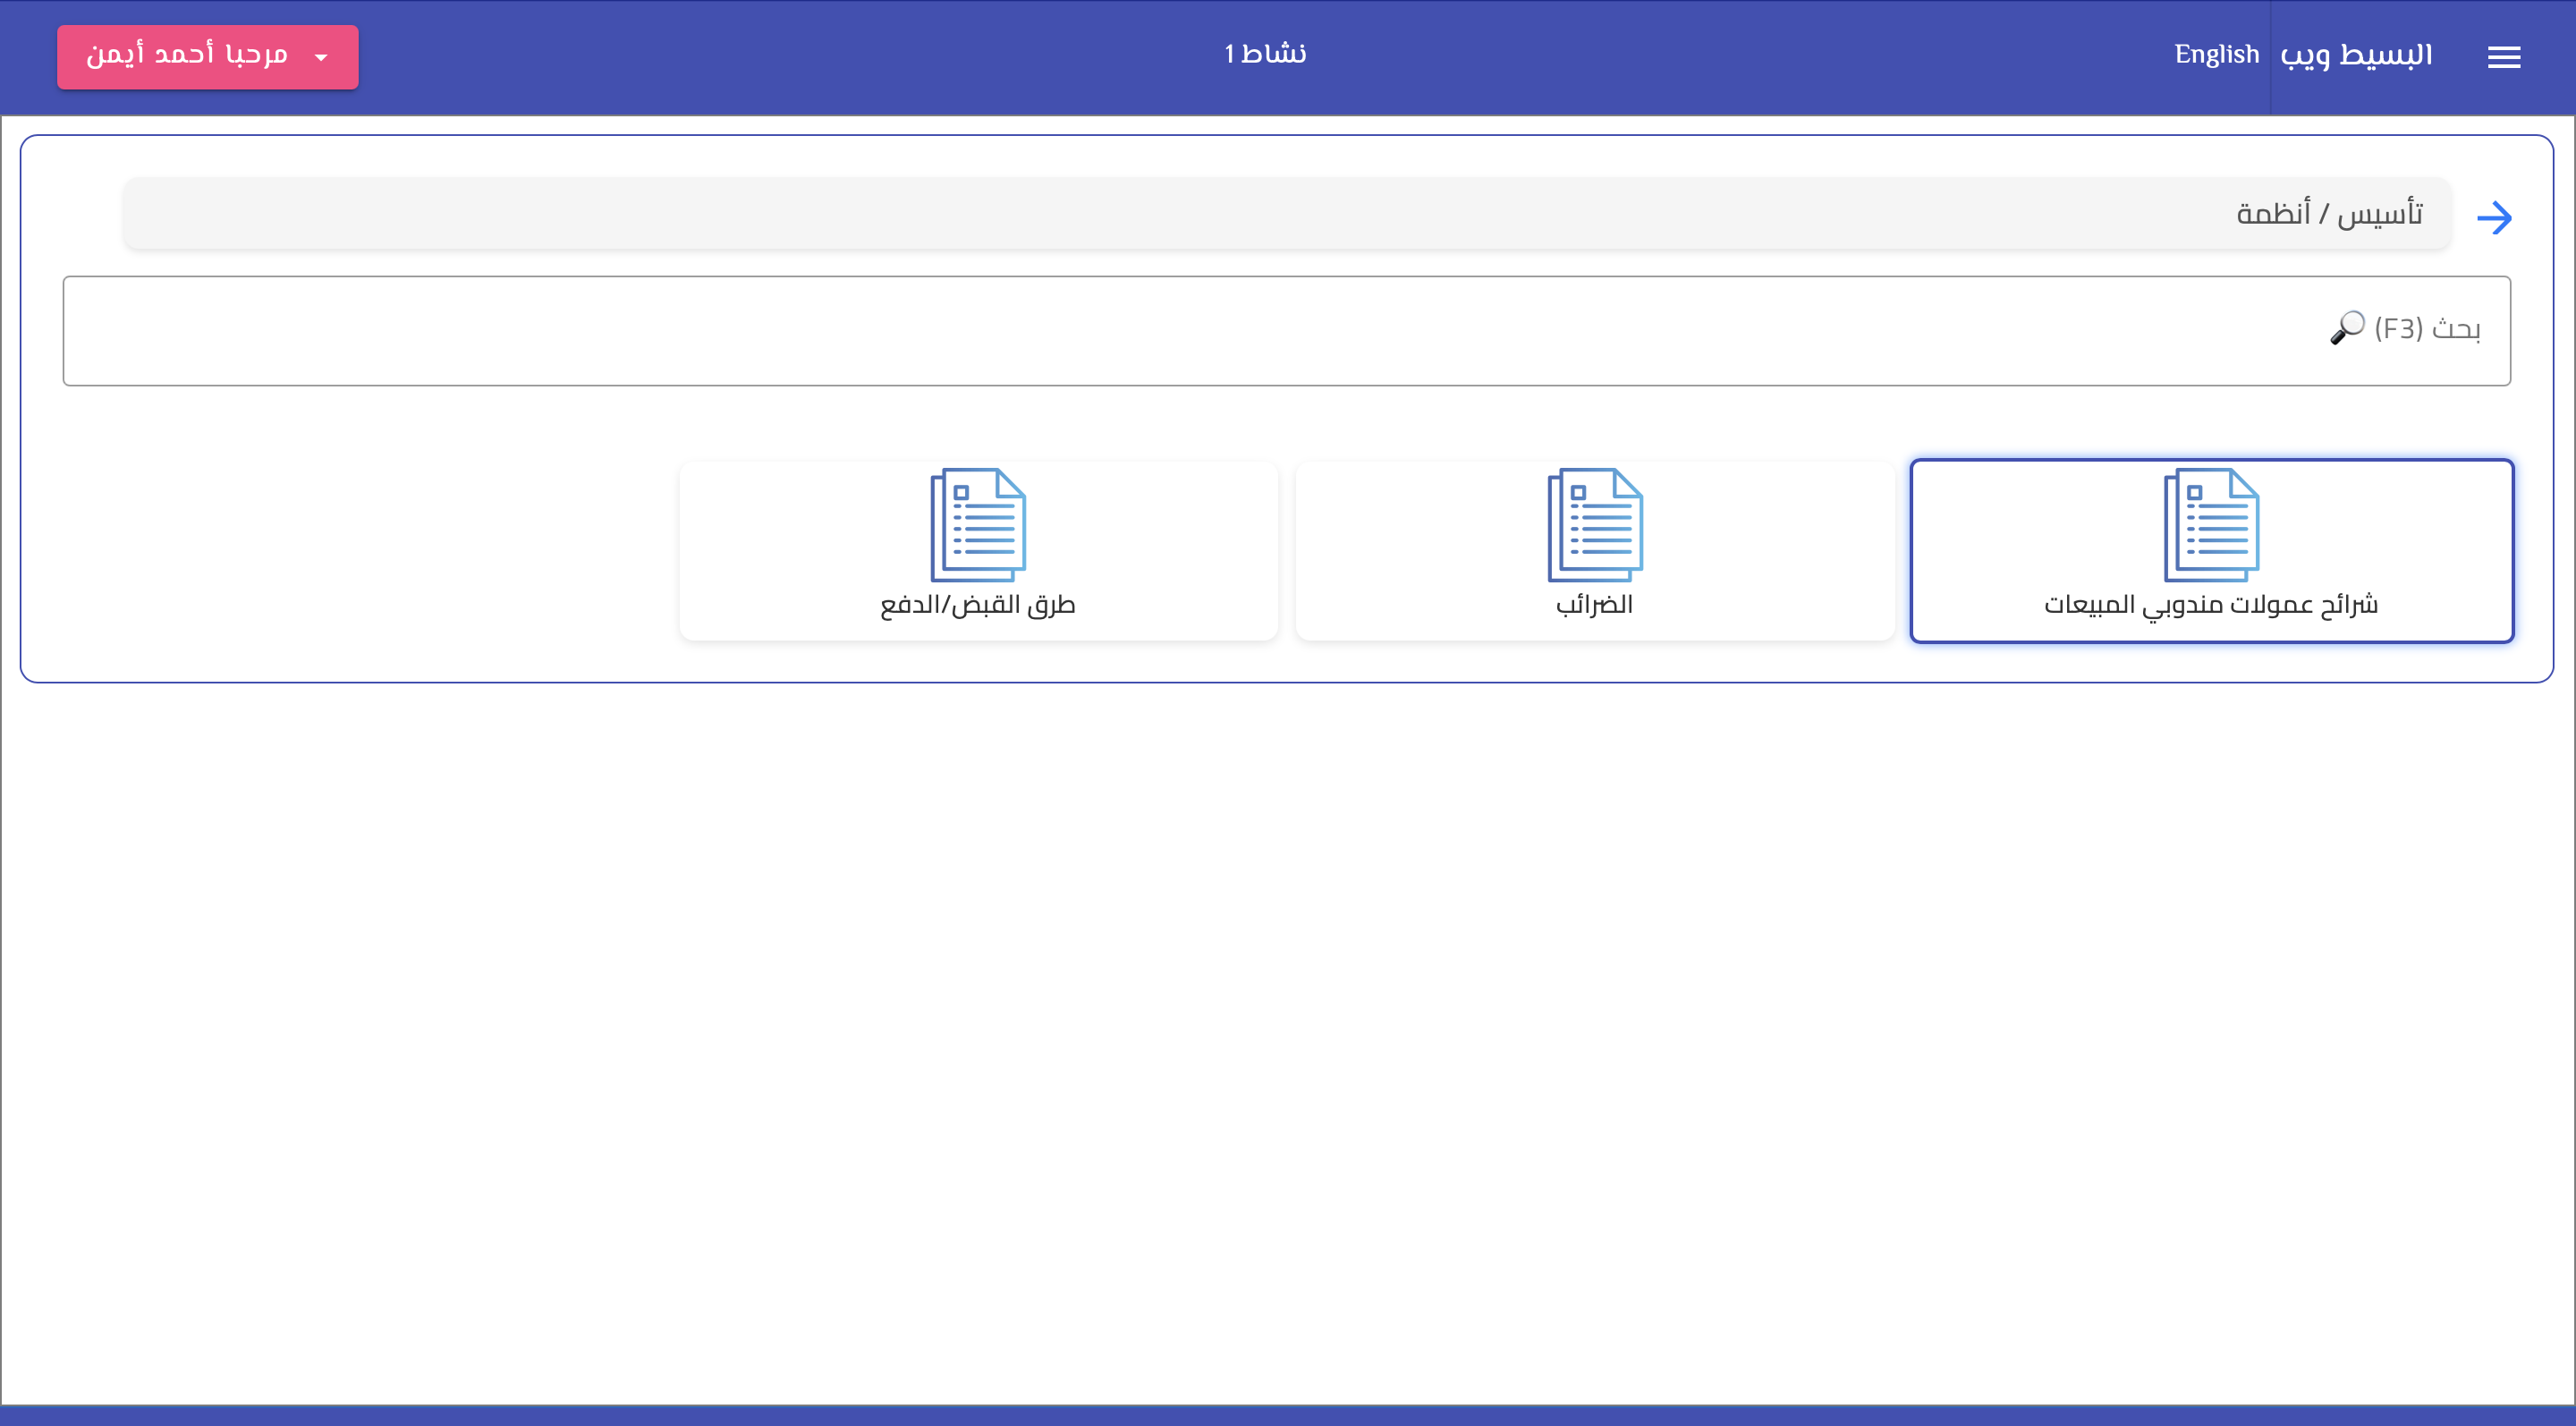 البسيط ويب
English
نشاط 1
مرحبا أحمد أيمن
تأسيس / أنظمة
بحث (F3) 🔎
شرائح عمولات مندوبي المبيعات
الضرائب
طرق القبض/الدفع